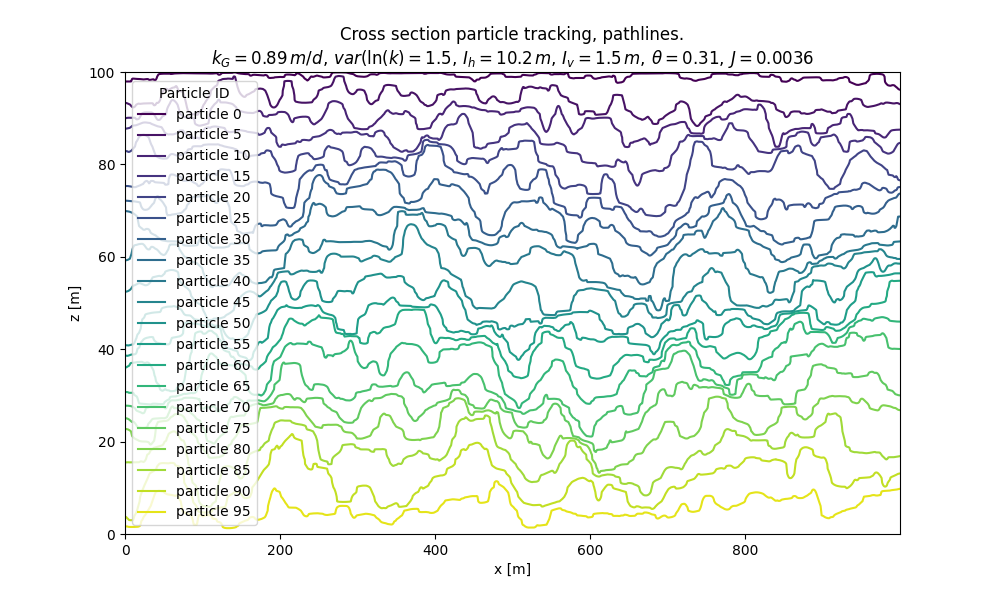 Cross section particle tracking, pathlines.
k_G = 0.89 m/d, var(ln(k) = 1.5, I_h = 10.2 m, I_v = 1.5 m, θ = 0.31, J = 0.0036
Particle ID
particle 0
particle 5
particle 10
particle 15
particle 20
particle 25
particle 30
particle 35
particle 40
particle 45
particle 50
particle 55
particle 60
particle 65
particle 70
particle 75
particle 80
particle 85
particle 90
particle 95
100
80
60
40
20
0
z [m]
0 200 400 600 800
x [m]